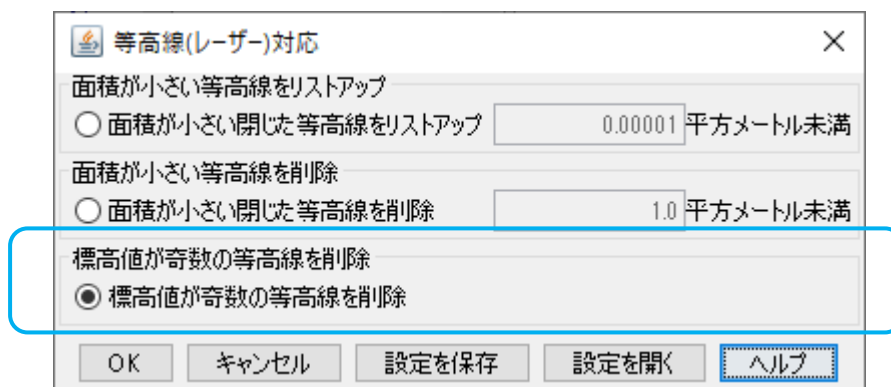 等高線(レーザー)対応
面積が小さい等高線をリストアップ
面積が小さい閉じた等高線をリストアップ 0.00001 平方メートル未満
面積が小さい等高線を削除
面積が小さい閉じた等高線を削除 1.0 平方メートル未満
標高値が奇数の等高線を削除
標高値が奇数の等高線を削除
OK キャンセル 設定を保存 設定を開く ヘルプ